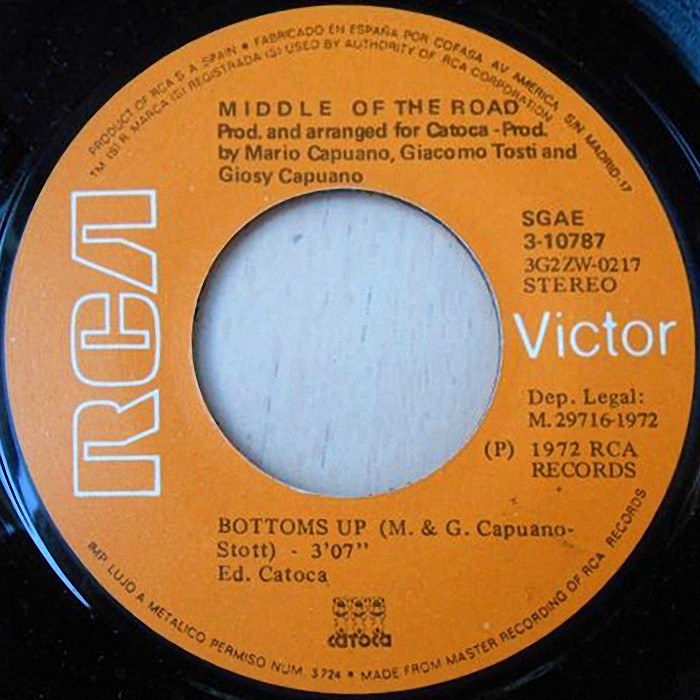 PRODUCT OF RCA S. A. SPAIN • FABRICADO EN ESPAÑA POR COFASA. AV. AMERICA S/N. MADRID-17
TM (S) R. MARCA (S) REGISTRADA (S) USED BY AUTHORITY OF RCA CORPORATION
MIDDLE OF THE ROAD
Prod. and arranged for Catoca - Prod.
by Mario Capuano, Giacomo Tosti and
Giosy Capuano
RCA
SGAE
3-10787
3G2ZW-0217
STEREO
Victor
Dep. Legal:
M. 29716-1972
(P) 1972 RCA
RECORDS
BOTTOMS UP (M. & G. Capuano-
Stott) - 3'07"
Ed. Catoca
catoca
IMP LUJO A METALICO PERMISO NUM. 3724 • MADE FROM MASTER RECORDING OF RCA RECORDS